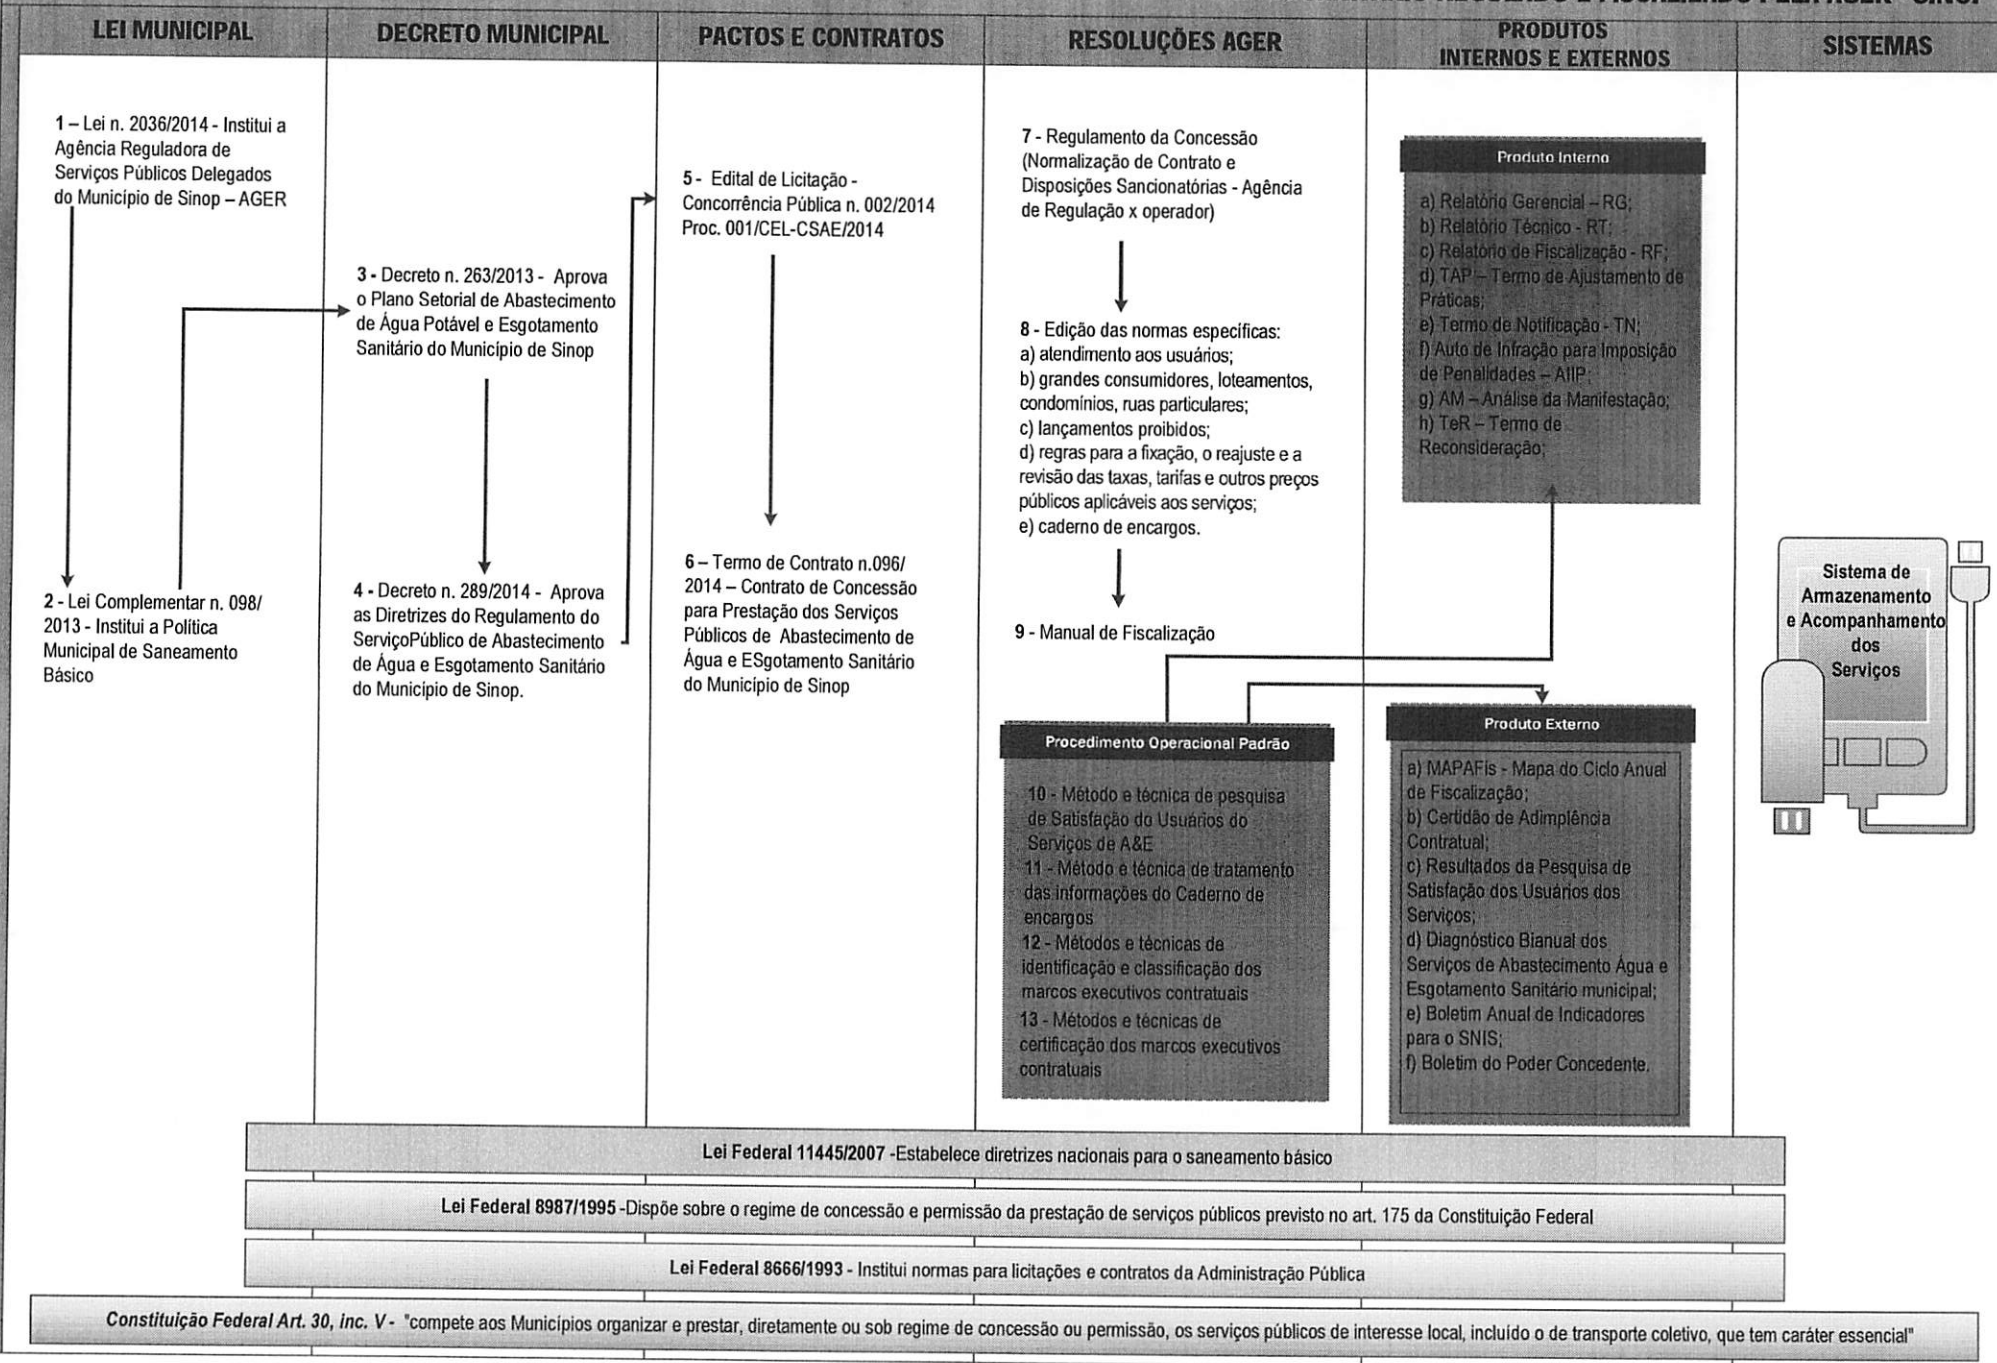 LEI MUNICIPAL
DECRETO MUNICIPAL
PACTOS E CONTRATOS
RESOLUÇÕES AGER
PRODUTOS
INTERNOS E EXTERNOS
SISTEMAS
1 – Lei n. 2036/2014 - Institui a
Agência Reguladora de
Serviços Públicos Delegados
do Município de Sinop – AGER
2 - Lei Complementar n. 098/
2013 - Institui a Política
Municipal de Saneamento
Básico
3 - Decreto n. 263/2013 - Aprova
o Plano Setorial de Abastecimento
de Água Potável e Esgotamento
Sanitário do Município de Sinop
4 - Decreto n. 289/2014 - Aprova
as Diretrizes do Regulamento do
ServiçoPúblico de Abastecimento
de Água e Esgotamento Sanitário
do Município de Sinop.
5 - Edital de Licitação -
Concorrência Pública n. 002/2014
Proc. 001/CEL-CSAE/2014
6 – Termo de Contrato n.096/
2014 – Contrato de Concessão
para Prestação dos Serviços
Públicos de Abastecimento de
Água e ESgotamento Sanitário
do Município de Sinop
7 - Regulamento da Concessão
(Normalização de Contrato e
Disposições Sancionatórias - Agência
de Regulação x operador)
8 - Edição das normas específicas:
a) atendimento aos usuários;
b) grandes consumidores, loteamentos,
condomínios, ruas particulares;
c) lançamentos proibidos;
d) regras para a fixação, o reajuste e a
revisão das taxas, tarifas e outros preços
públicos aplicáveis aos serviços;
e) caderno de encargos.
9 - Manual de Fiscalização
Procedimento Operacional Padrão
10 - Método e técnica de pesquisa
de Satisfação do Usuários do
Serviços de A&E
11 - Método e técnica de tratamento
das informações do Caderno de
encargos
12 - Métodos e técnicas de
identificação e classificação dos
marcos executivos contratuais
13 - Métodos e técnicas de
certificação dos marcos executivos
contratuais
Produto Interno
a) Relatório Gerencial – RG;
b) Relatório Técnico - RT;
c) Relatório de Fiscalização - RF;
d) TAP – Termo de Ajustamento de
Práticas;
e) Termo de Notificação - TN;
f) Auto de Infração para Imposição
de Penalidades – AIIP;
g) AM – Análise da Manifestação;
h) TeR – Termo de
Reconsideração;
Produto Externo
a) MAPAFis - Mapa do Ciclo Anual
de Fiscalização;
b) Certidão de Adimplência
Contratual;
c) Resultados da Pesquisa de
Satisfação dos Usuários dos
Serviços;
d) Diagnóstico Bianual dos
Serviços de Abastecimento Água e
Esgotamento Sanitário municipal;
e) Boletim Anual de Indicadores
para o SNIS;
f) Boletim do Poder Concedente.
Sistema de
Armazenamento
e Acompanhamento
dos
Serviços
Lei Federal 11445/2007 -Estabelece diretrizes nacionais para o saneamento básico
Lei Federal 8987/1995 -Dispõe sobre o regime de concessão e permissão da prestação de serviços públicos previsto no art. 175 da Constituição Federal
Lei Federal 8666/1993 - Institui normas para licitações e contratos da Administração Pública
Constituição Federal Art. 30, inc. V - "compete aos Municípios organizar e prestar, diretamente ou sob regime de concessão ou permissão, os serviços públicos de interesse local, incluído o de transporte coletivo, que tem caráter essencial"